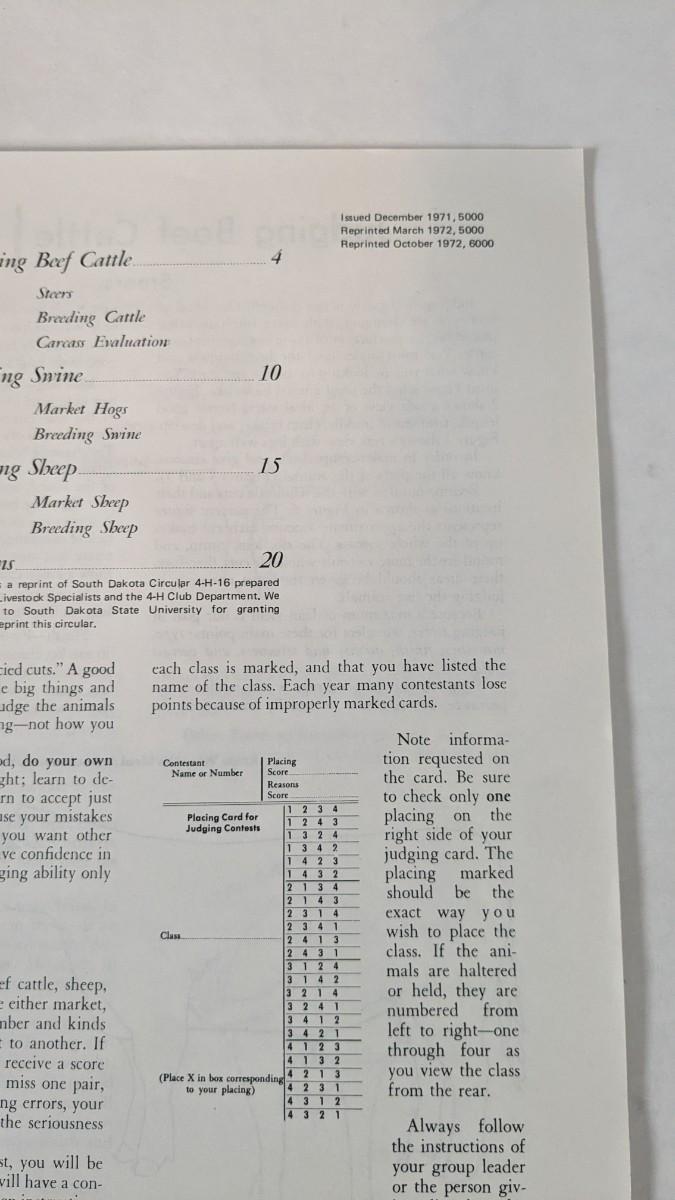 Issued December 1971, 5000
Reprinted March 1972, 5000
Reprinted October 1972, 6000
ing Beef Cattle 4
Steers
Breeding Cattle
Carcass Evaluation
ng Swine 10
Market Hogs
Breeding Swine
ng Sheep 15
Market Sheep
Breeding Sheep
ns 20
a reprint of South Dakota Circular 4-H-16 prepared
Livestock Specialists and the 4-H Club Department. We
to South Dakota State University for granting
eprint this circular.
cied cuts." A good
e big things and
udge the animals
ng—not how you
od, do your own
ght; learn to de-
rn to accept just
use your mistakes
you want other
ve confidence in
ging ability only
ef cattle, sheep,
e either market,
mber and kinds
t to another. If
receive a score
miss one pair,
ng errors, your
the seriousness
st, you will be
will have a con-
each class is marked, and that you have listed the
name of the class. Each year many contestants lose
points because of improperly marked cards.
Contestant
Name or Number
Placing
Score
Reasons
Score
Placing Card for
Judging Contests
Class
(Place X in box corresponding
to your placing)
1 2 3 4
1 2 4 3
1 3 2 4
1 3 4 2
1 4 2 3
1 4 3 2
2 1 3 4
2 1 4 3
2 3 1 4
2 3 4 1
2 4 1 3
2 4 3 1
3 1 2 4
3 1 4 2
3 2 1 4
3 2 4 1
3 4 1 2
3 4 2 1
4 1 2 3
4 1 3 2
4 2 1 3
4 2 3 1
4 3 1 2
4 3 2 1
Note informa-
tion requested on
the card. Be sure
to check only one
placing on the
right side of your
judging card. The
placing marked
should be the
exact way you
wish to place the
class. If the ani-
mals are haltered
or held, they are
numbered from
left to right—one
through four as
you view the class
from the rear.
Always follow
the instructions of
your group leader
or the person giv-